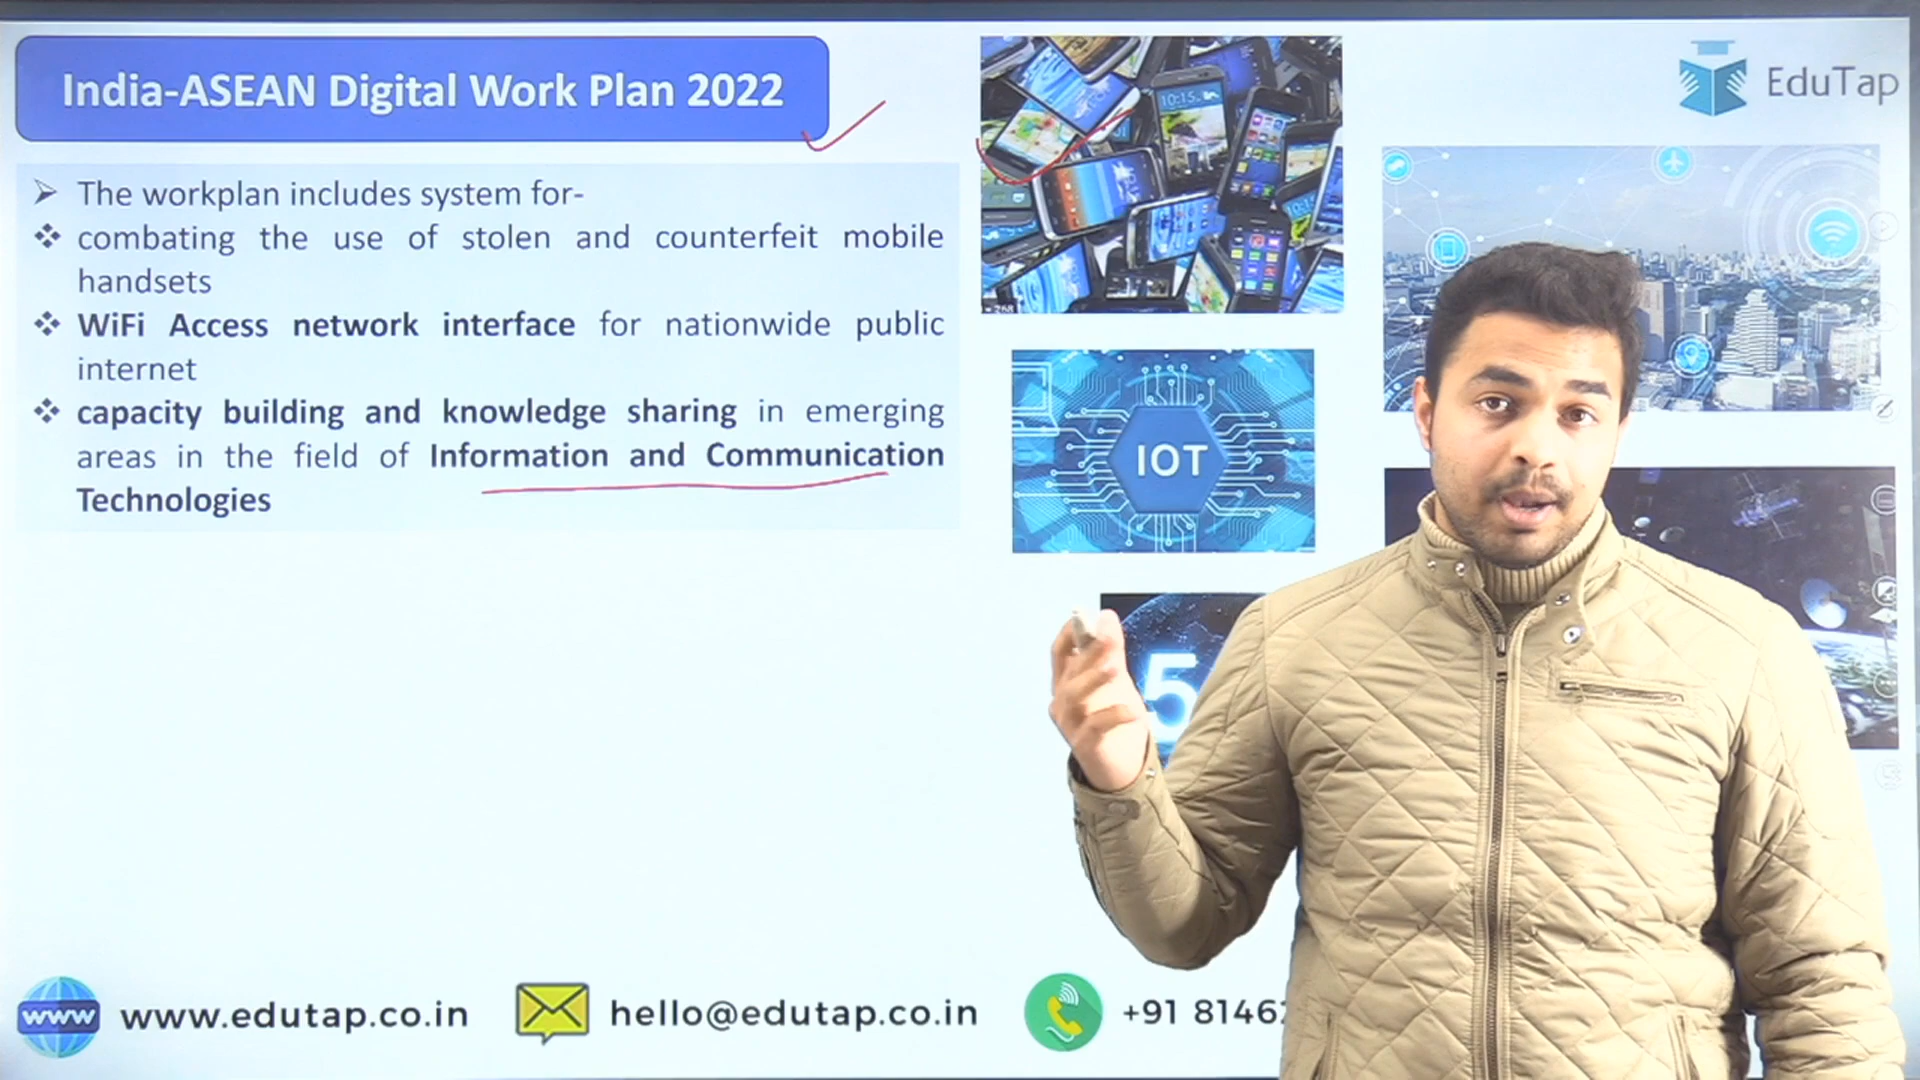 India-ASEAN Digital Work Plan 2022
EduTap
The workplan includes system for-
combating the use of stolen and counterfeit mobile
handsets
WiFi Access network interface for nationwide public
internet
capacity building and knowledge sharing in emerging
areas in the field of Information and Communication
Technologies
10:15
IOT
5
www www.edutap.co.in
hello@edutap.co.in
+91 8146